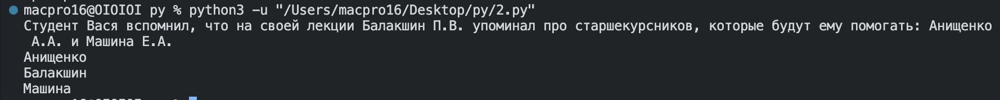 macpro16@OIOIOI py % python3 -u "/Users/macpro16/Desktop/py/2.py"
Студент Вася вспомнил, что на своей лекции Балакшин П.В. упоминал про старшекурсников, которые будут ему помогать: Анищенко
А.А. и Машина Е.А.
Анищенко
Балакшин
Машина